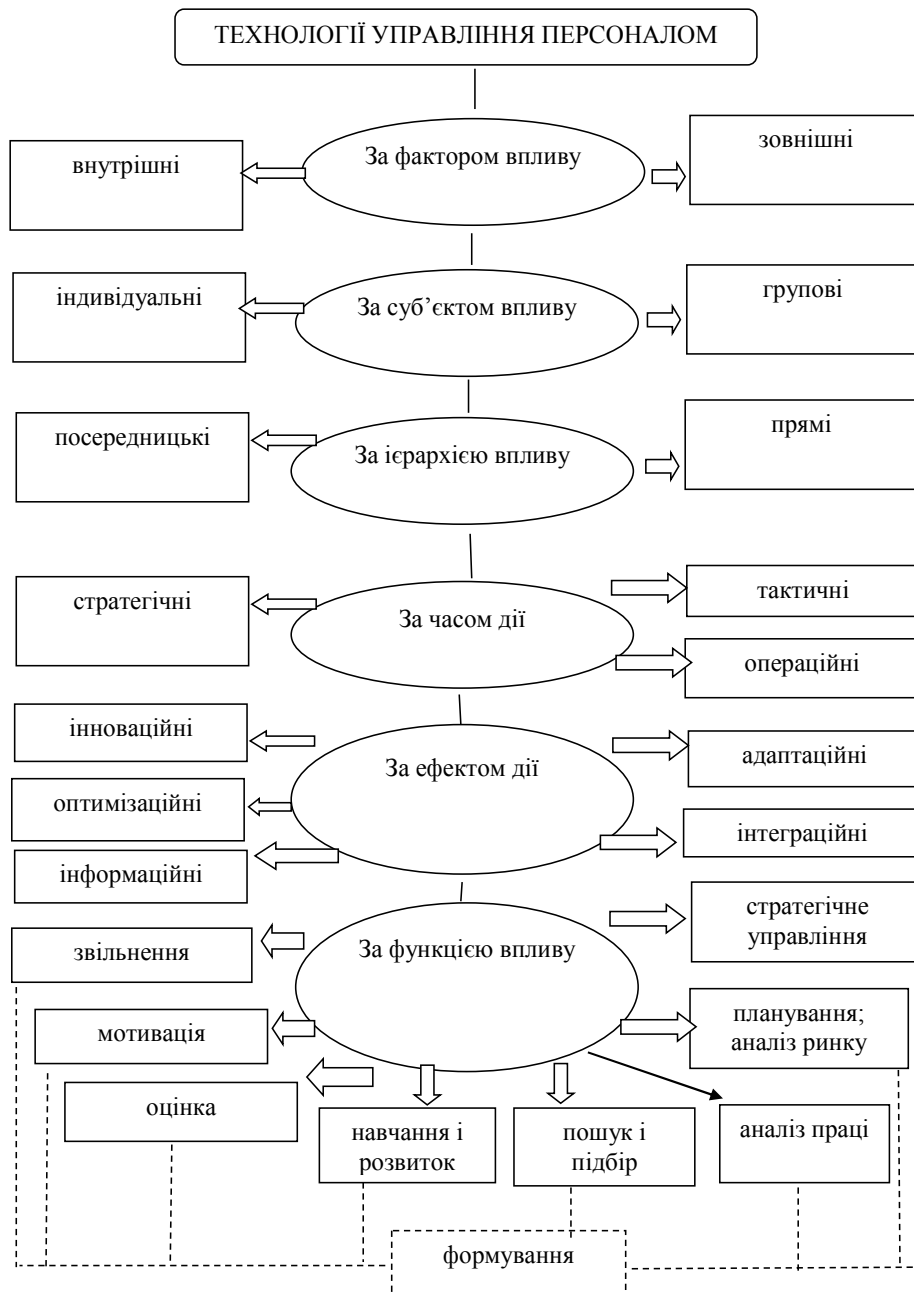 ТЕХНОЛОГІЇ УПРАВЛІННЯ ПЕРСОНАЛОМ
За фактором впливу
внутрішні
зовнішні
За суб’єктом впливу
індивідуальні
групові
За ієрархією впливу
посередницькі
прямі
За часом дії
стратегічні
тактичні
операційні
За ефектом дії
інноваційні
адаптаційні
оптимізаційні
інтеграційні
інформаційні
За функцією впливу
стратегічне
управління
звільнення
мотивація
планування;
аналіз ринку
оцінка
навчання і
розвиток
пошук і
підбір
аналіз праці
формування